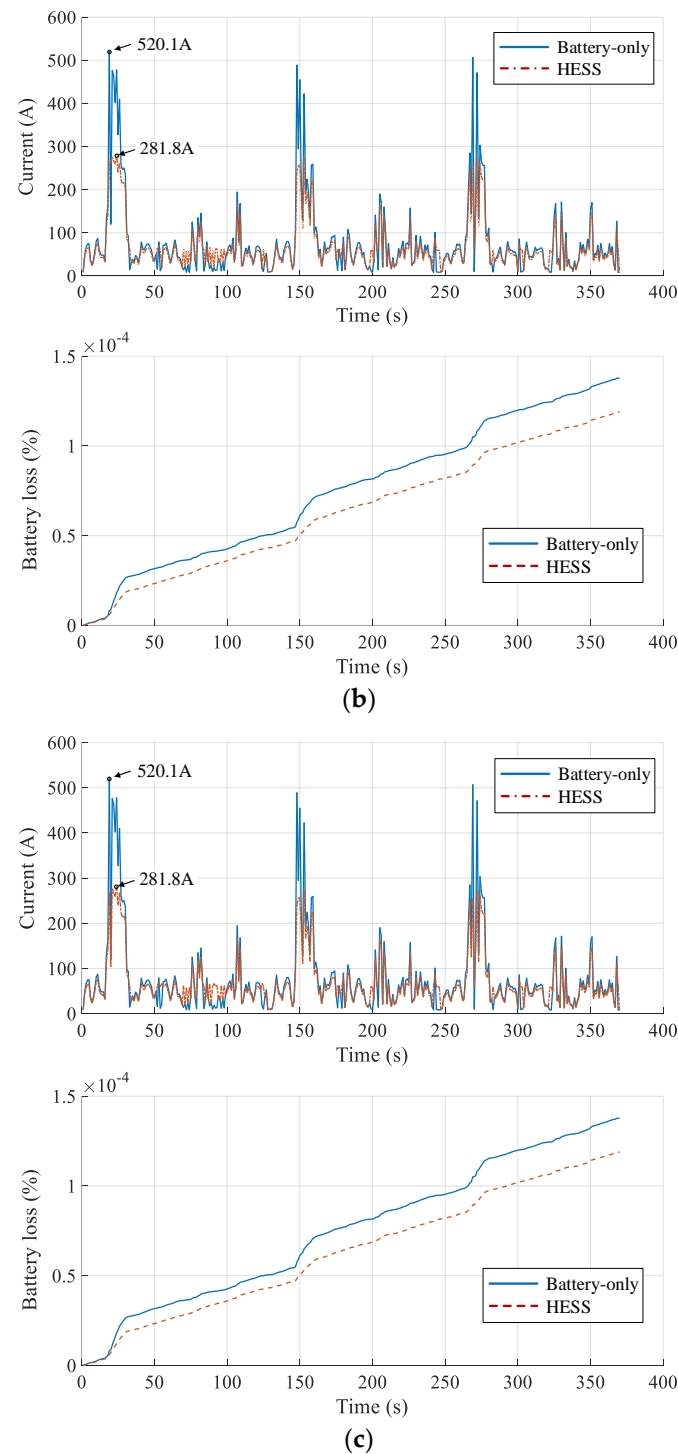 600
500
400
300
200
100
0
Current (A)
520.1A
281.8A
Battery-only
HESS
0 50 100 150 200 250 300 350 400
Time (s)
×10-4
1.5
1
0.5
0
Battery loss (%)
Battery-only
HESS
0 50 100 150 200 250 300 350 400
Time (s)
(b)
600
500
400
300
200
100
0
Current (A)
520.1A
281.8A
Battery-only
HESS
0 50 100 150 200 250 300 350 400
Time (s)
×10-4
1.5
1
0.5
0
Battery loss (%)
Battery-only
HESS
0 50 100 150 200 250 300 350 400
Time (s)
(c)